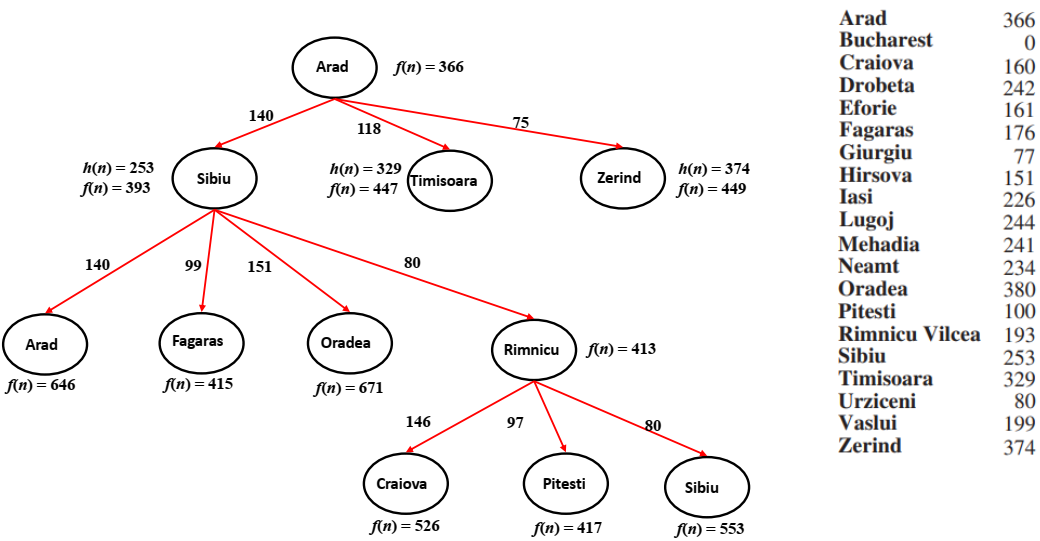 Arad
f(n) = 366
140
118
75
h(n) = 253
f(n) = 393
Sibiu
h(n) = 329
f(n) = 447
Timisoara
Zerind
h(n) = 374
f(n) = 449
140
99
151
80
Arad
f(n) = 646
Fagaras
f(n) = 415
Oradea
f(n) = 671
Rimnicu
f(n) = 413
146
97
80
Craiova
f(n) = 526
Pitesti
f(n) = 417
Sibiu
f(n) = 553
Arad 366
Bucharest 0
Craiova 160
Drobeta 242
Eforie 161
Fagaras 176
Giurgiu 77
Hirsova 151
Iasi 226
Lugoj 244
Mehadia 241
Neamt 234
Oradea 380
Pitesti 100
Rimnicu Vilcea 193
Sibiu 253
Timisoara 329
Urziceni 80
Vaslui 199
Zerind 374